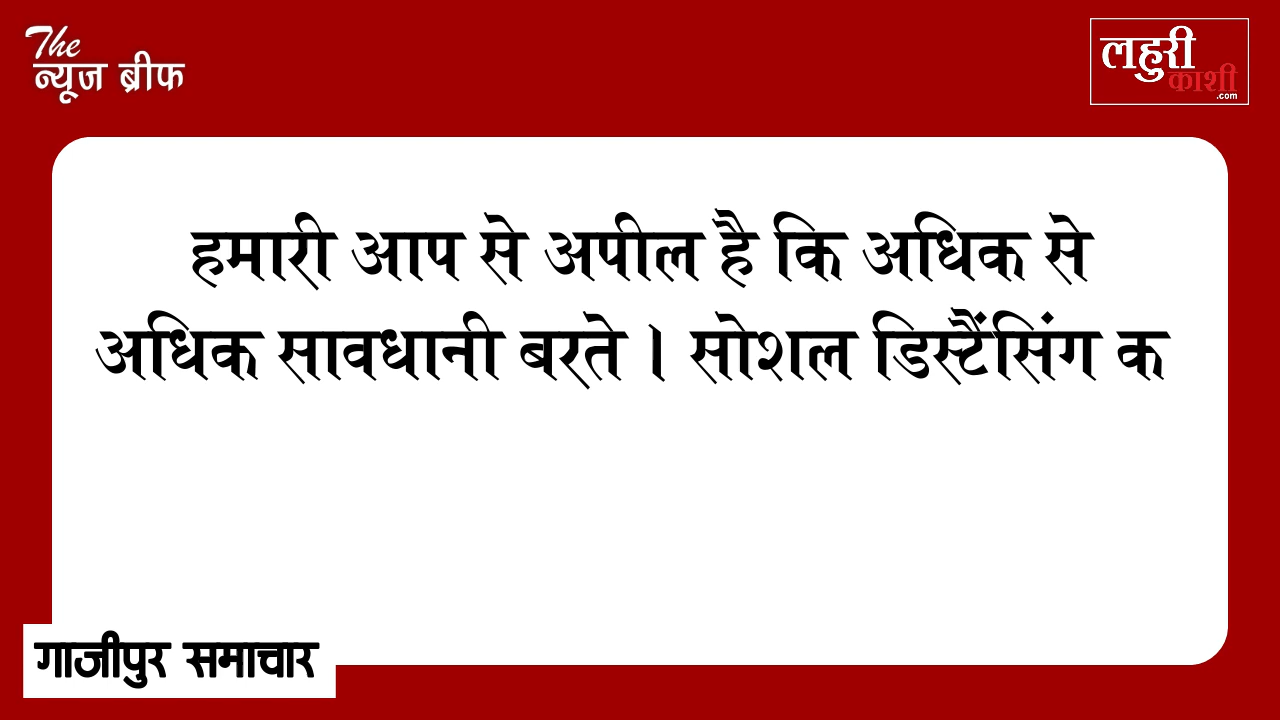 The
न्यूज ब्रीफ
लहुरी
काशी
.com
हमारी आप से अपील है कि अधिक से
अधिक सावधानी बरते । सोशल डिस्टैंसिंग क
गाजीपुर समाचार